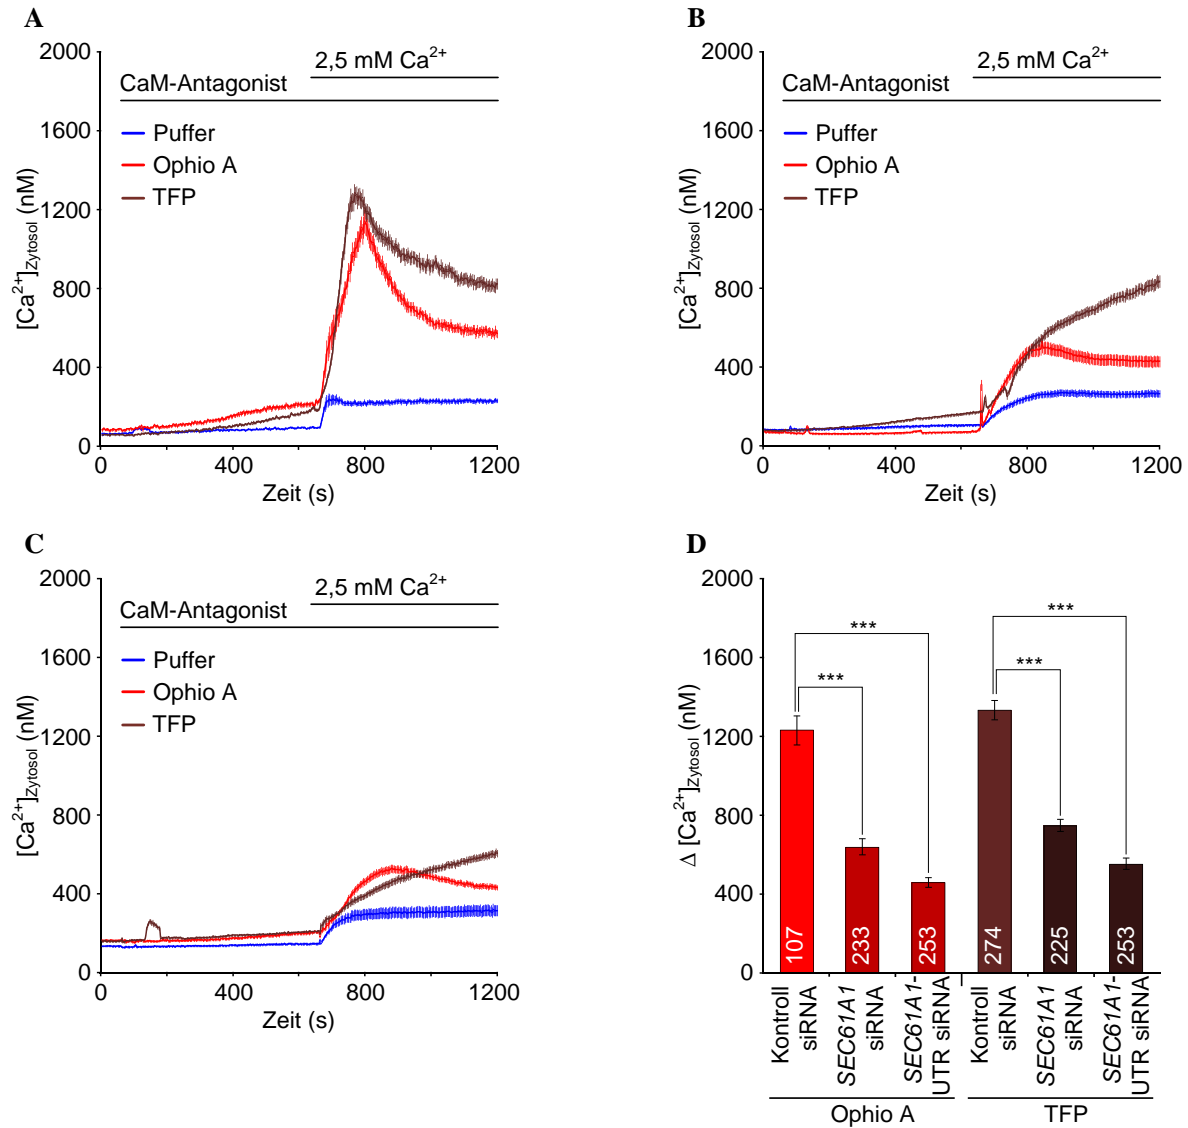 A
2000
1600
1200
800
400
0
[Ca²⁺]Zytosol (nM)
2,5 mM Ca²⁺
CaM-Antagonist
Puffer
Ophio A
TFP
0 400 800 1200
Zeit (s)
B
2000
1600
1200
800
400
0
[Ca²⁺]Zytosol (nM)
2,5 mM Ca²⁺
CaM-Antagonist
Puffer
Ophio A
TFP
0 400 800 1200
Zeit (s)
C
2000
1600
1200
800
400
0
[Ca²⁺]Zytosol (nM)
2,5 mM Ca²⁺
CaM-Antagonist
Puffer
Ophio A
TFP
0 400 800 1200
Zeit (s)
D
2000
1600
1200
800
400
0
Δ [Ca²⁺]Zytosol (nM)
***
***
***
***
107
233
253
274
225
253
Kontroll
siRNA
SEC61A1
siRNA
SEC61A1-
UTR siRNA
Kontroll
siRNA
SEC61A1
siRNA
SEC61A1-
UTR siRNA
Ophio A
TFP